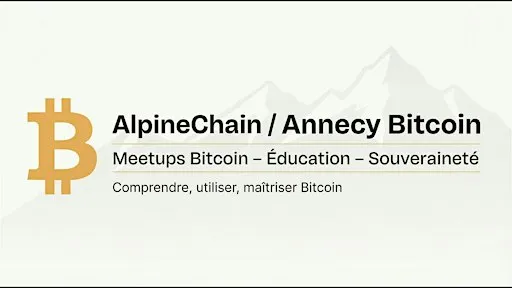 AlpineChain / Annecy Bitcoin
Meetups Bitcoin – Éducation – Souveraineté
Comprendre, utiliser, maîtriser Bitcoin